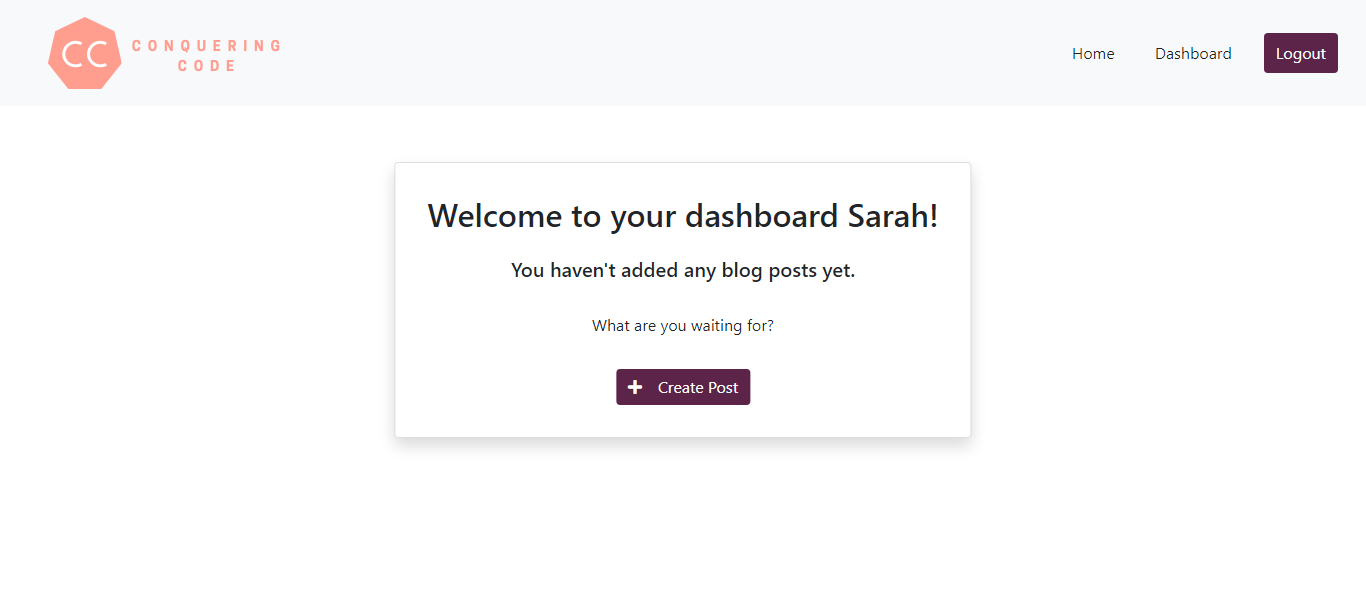 CC
CONQUERING
CODE
Home Dashboard Logout
Welcome to your dashboard Sarah!
You haven't added any blog posts yet.
What are you waiting for?
Create Post